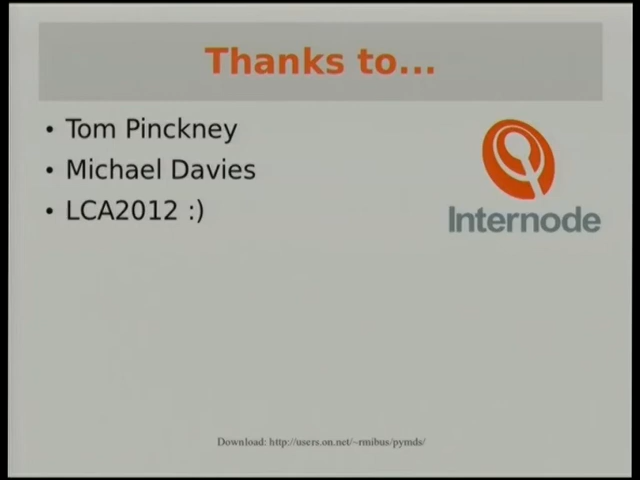 Thanks to...
• Tom Pinckney
• Michael Davies
• LCA2012 :)
Internode
Download: http://users.on.net/~rmibus/pymds/